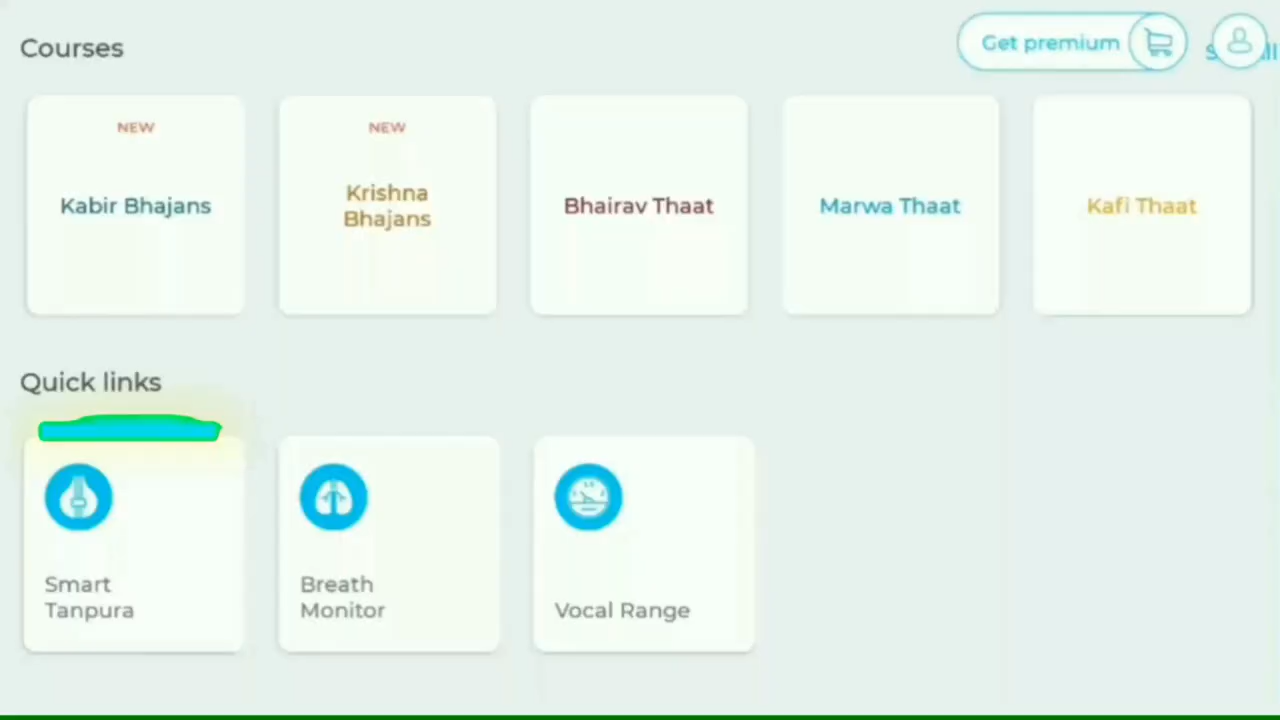 Courses
Get premium
NEW
NEW
Kabir Bhajans
Krishna
Bhajans
Bhairav Thaat
Marwa Thaat
Kafi Thaat
Quick links
Smart
Tanpura
Breath
Monitor
Vocal Range